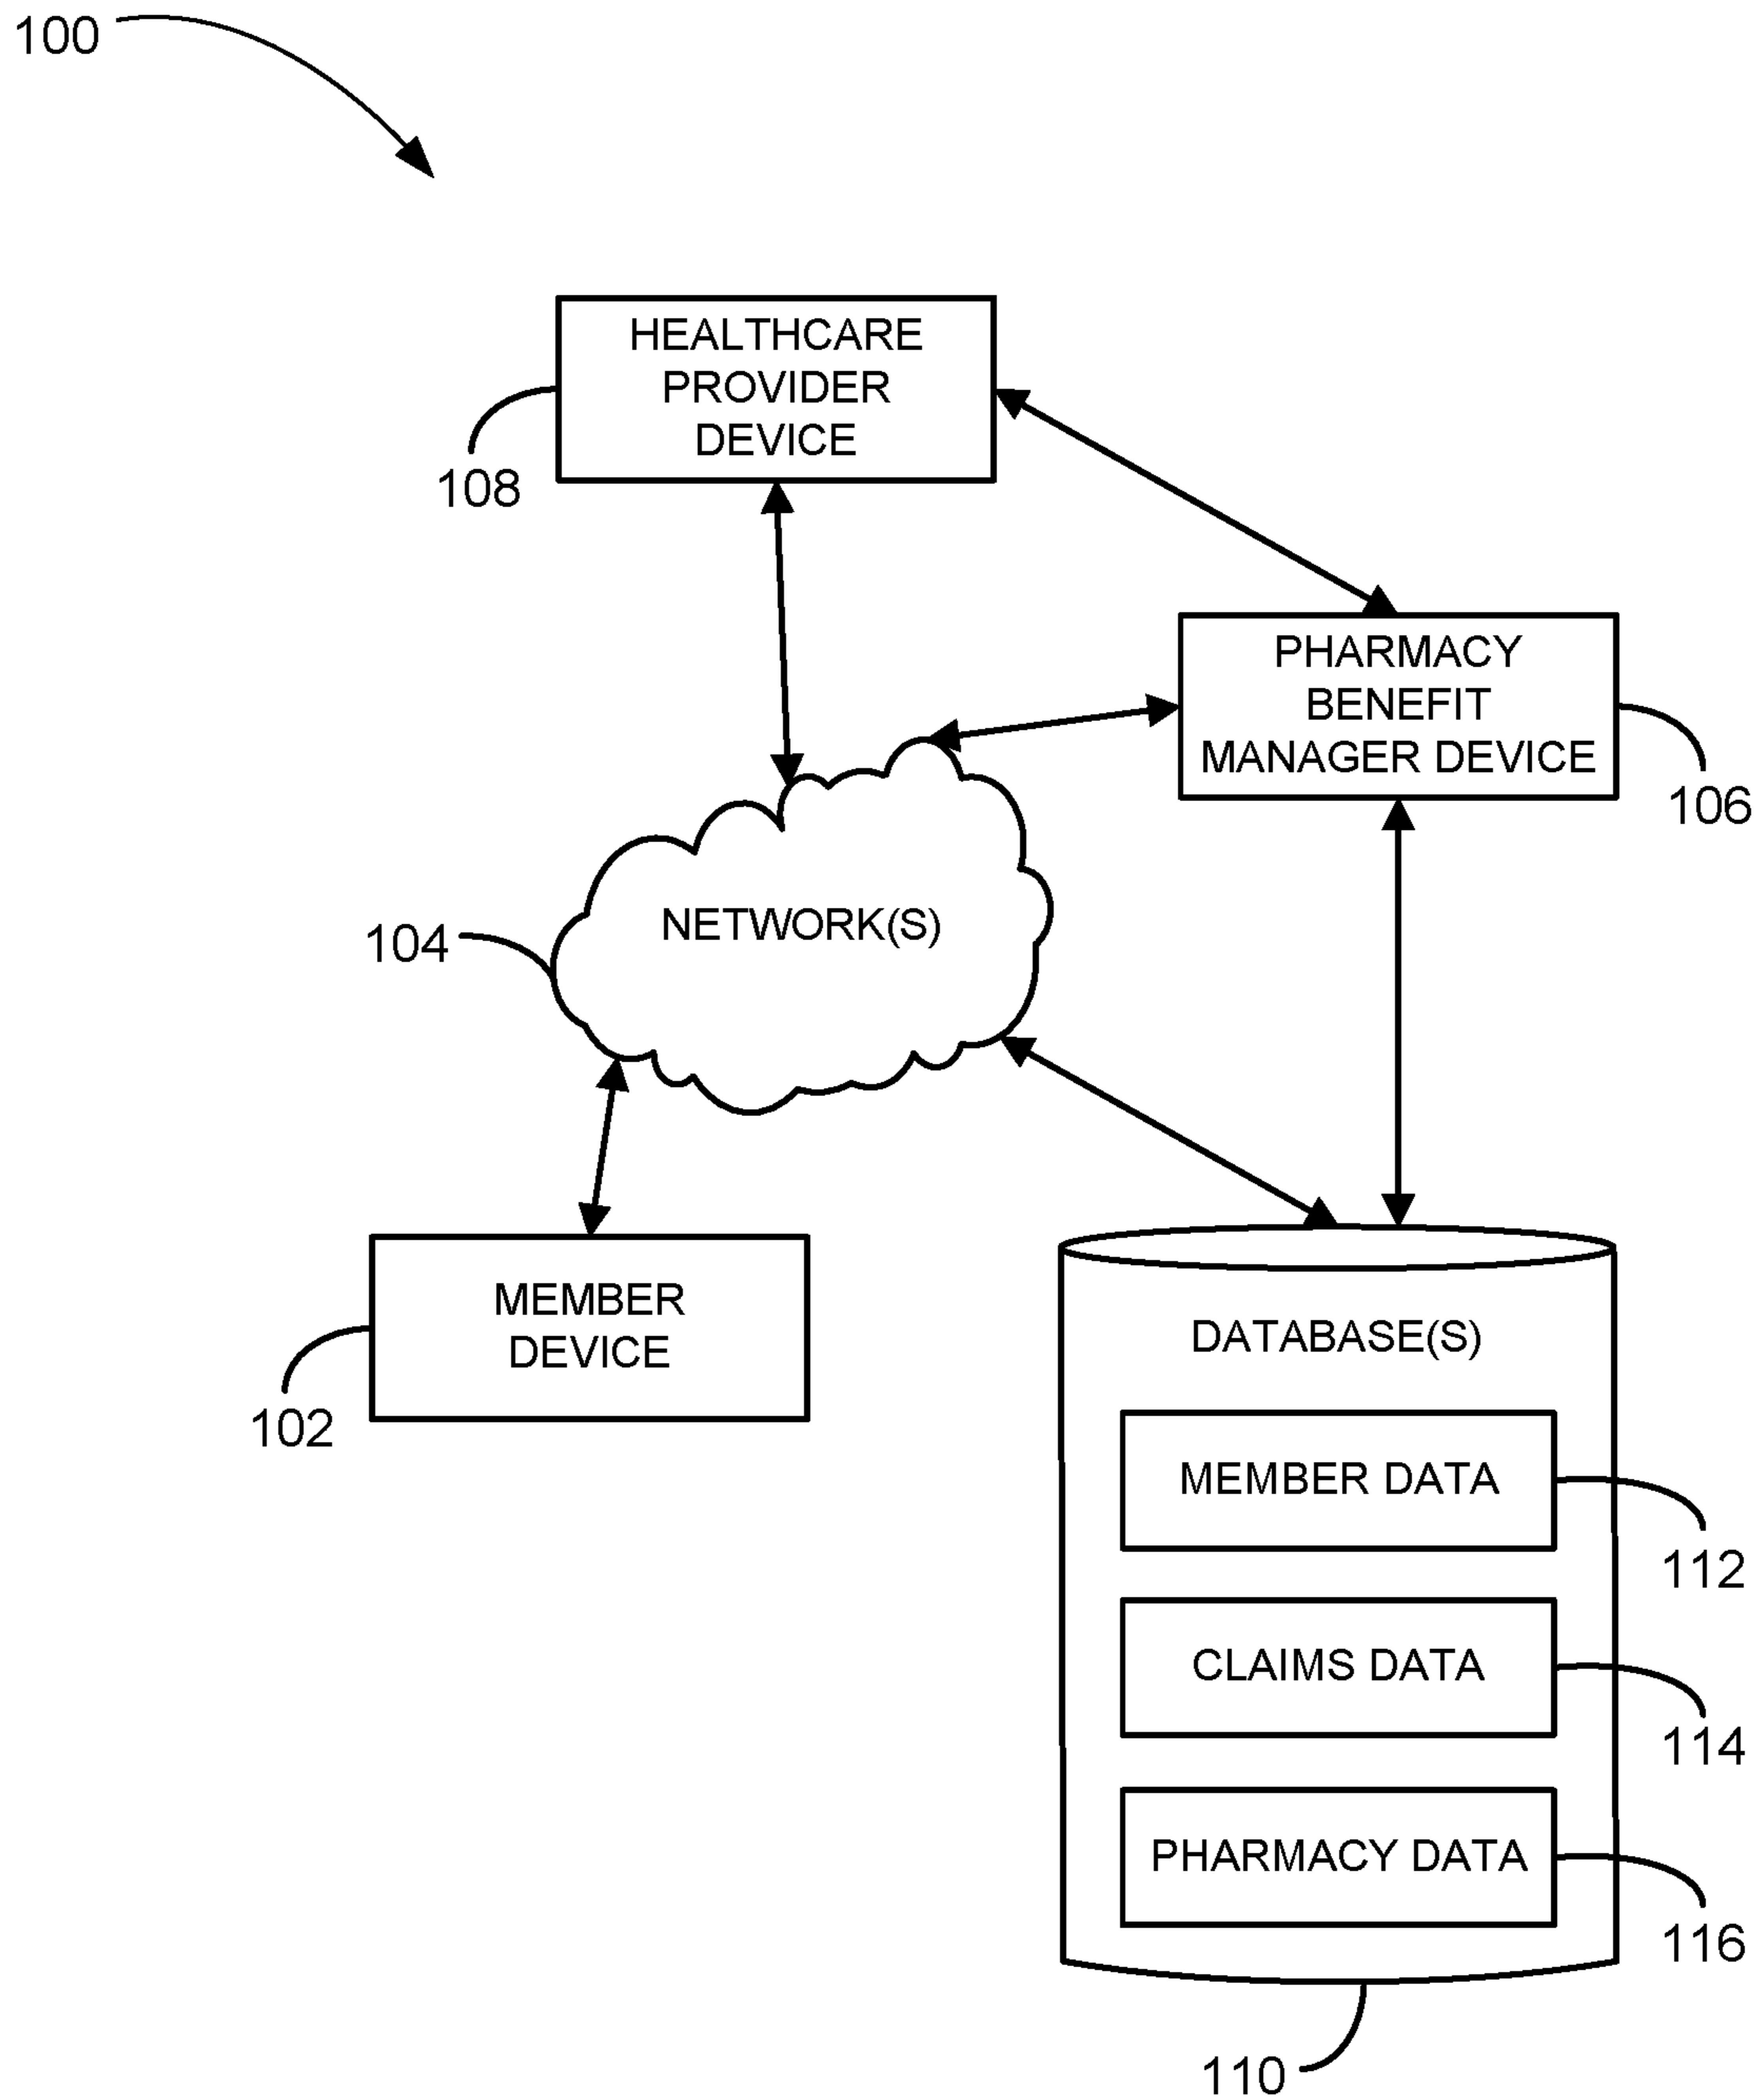 100
HEALTHCARE
PROVIDER
DEVICE
108
PHARMACY
BENEFIT
MANAGER DEVICE
106
NETWORK(S)
104
MEMBER
DEVICE
102
DATABASE(S)
MEMBER DATA
112
CLAIMS DATA
114
PHARMACY DATA
116
110